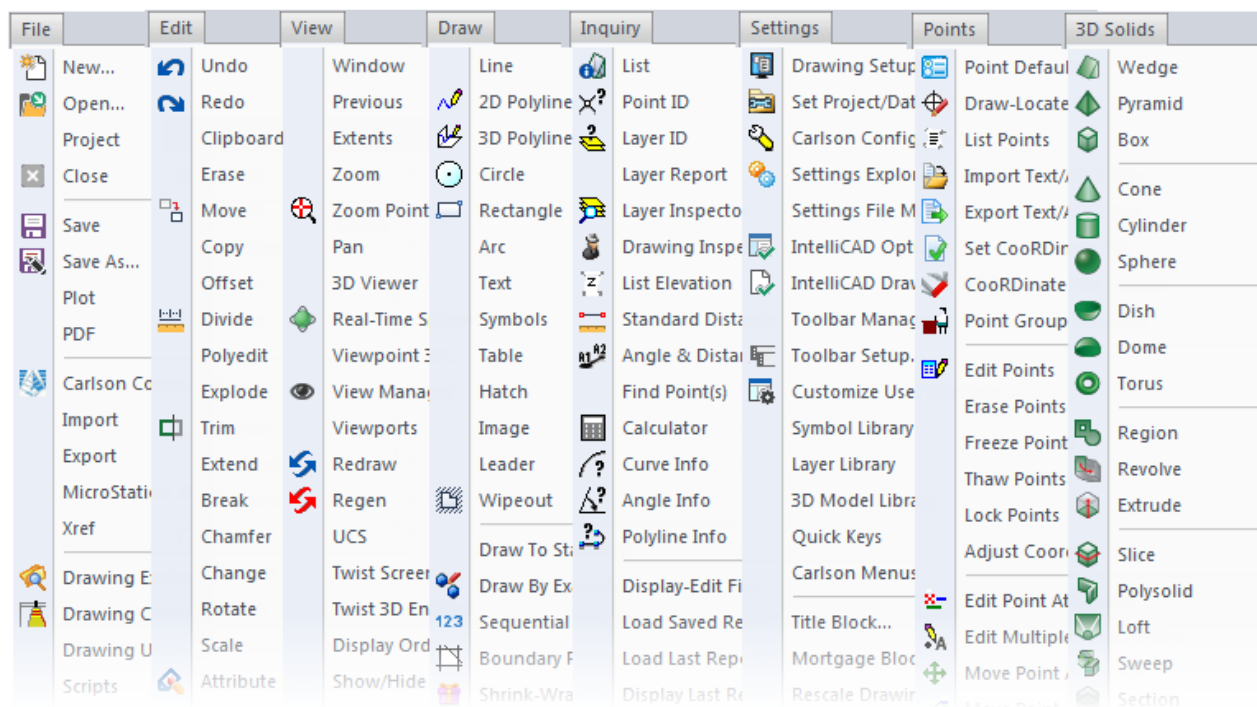 File
New...
Open...
Project
Close
Save
Save As...
Plot
PDF
Carlson Co
Import
Export
MicroStati
Xref
Drawing E
Drawing C
Drawing U
Scripts
Edit
Undo
Redo
Clipboard
Erase
Move
Copy
Offset
Divide
Polyedit
Explode
Trim
Extend
Break
Chamfer
Change
Rotate
Scale
Attribute
View
Window
Previous
Extents
Zoom
Zoom Point
Pan
3D Viewer
Real-Time S
Viewpoint 3
View Mana
Viewports
Redraw
Regen
UCS
Twist Screen
Twist 3D En
Display Ord
Show/Hide
Draw
Line
2D Polyline
3D Polyline
Circle
Rectangle
Arc
Text
Symbols
Table
Hatch
Image
Leader
Wipeout
Draw To Sta
Draw By Ex
123 Sequential
Boundary P
Shrink-Wra
Inquiry
List
Point ID
Layer ID
Layer Report
Layer Inspecto
Drawing Inspe
List Elevation
Standard Dista
Angle & Distan
Find Point(s)
Calculator
Curve Info
Angle Info
Polyline Info
Display-Edit Fi
Load Saved Re
Load Last Repo
Display Last Re
Settings
Drawing Setup
Set Project/Dat
Carlson Config
Settings Explor
Settings File M
IntelliCAD Opt
IntelliCAD Draw
Toolbar Manag
Toolbar Setup.
Customize Use
Symbol Library
Layer Library
3D Model Libra
Quick Keys
Carlson Menus
Title Block...
Mortgage Bloc
Rescale Drawin
Points
Point Defaul
Draw-Locate
List Points
Import Text/A
Export Text/A
Set CooRDin
CooRDinate
Point Group
Edit Points
Erase Points
Freeze Point
Thaw Points
Lock Points
Adjust Coord
Edit Point At
Edit Multiple
Move Point A
3D Solids
Wedge
Pyramid
Box
Cone
Cylinder
Sphere
Dish
Dome
Torus
Region
Revolve
Extrude
Slice
Polysolid
Loft
Sweep
Section